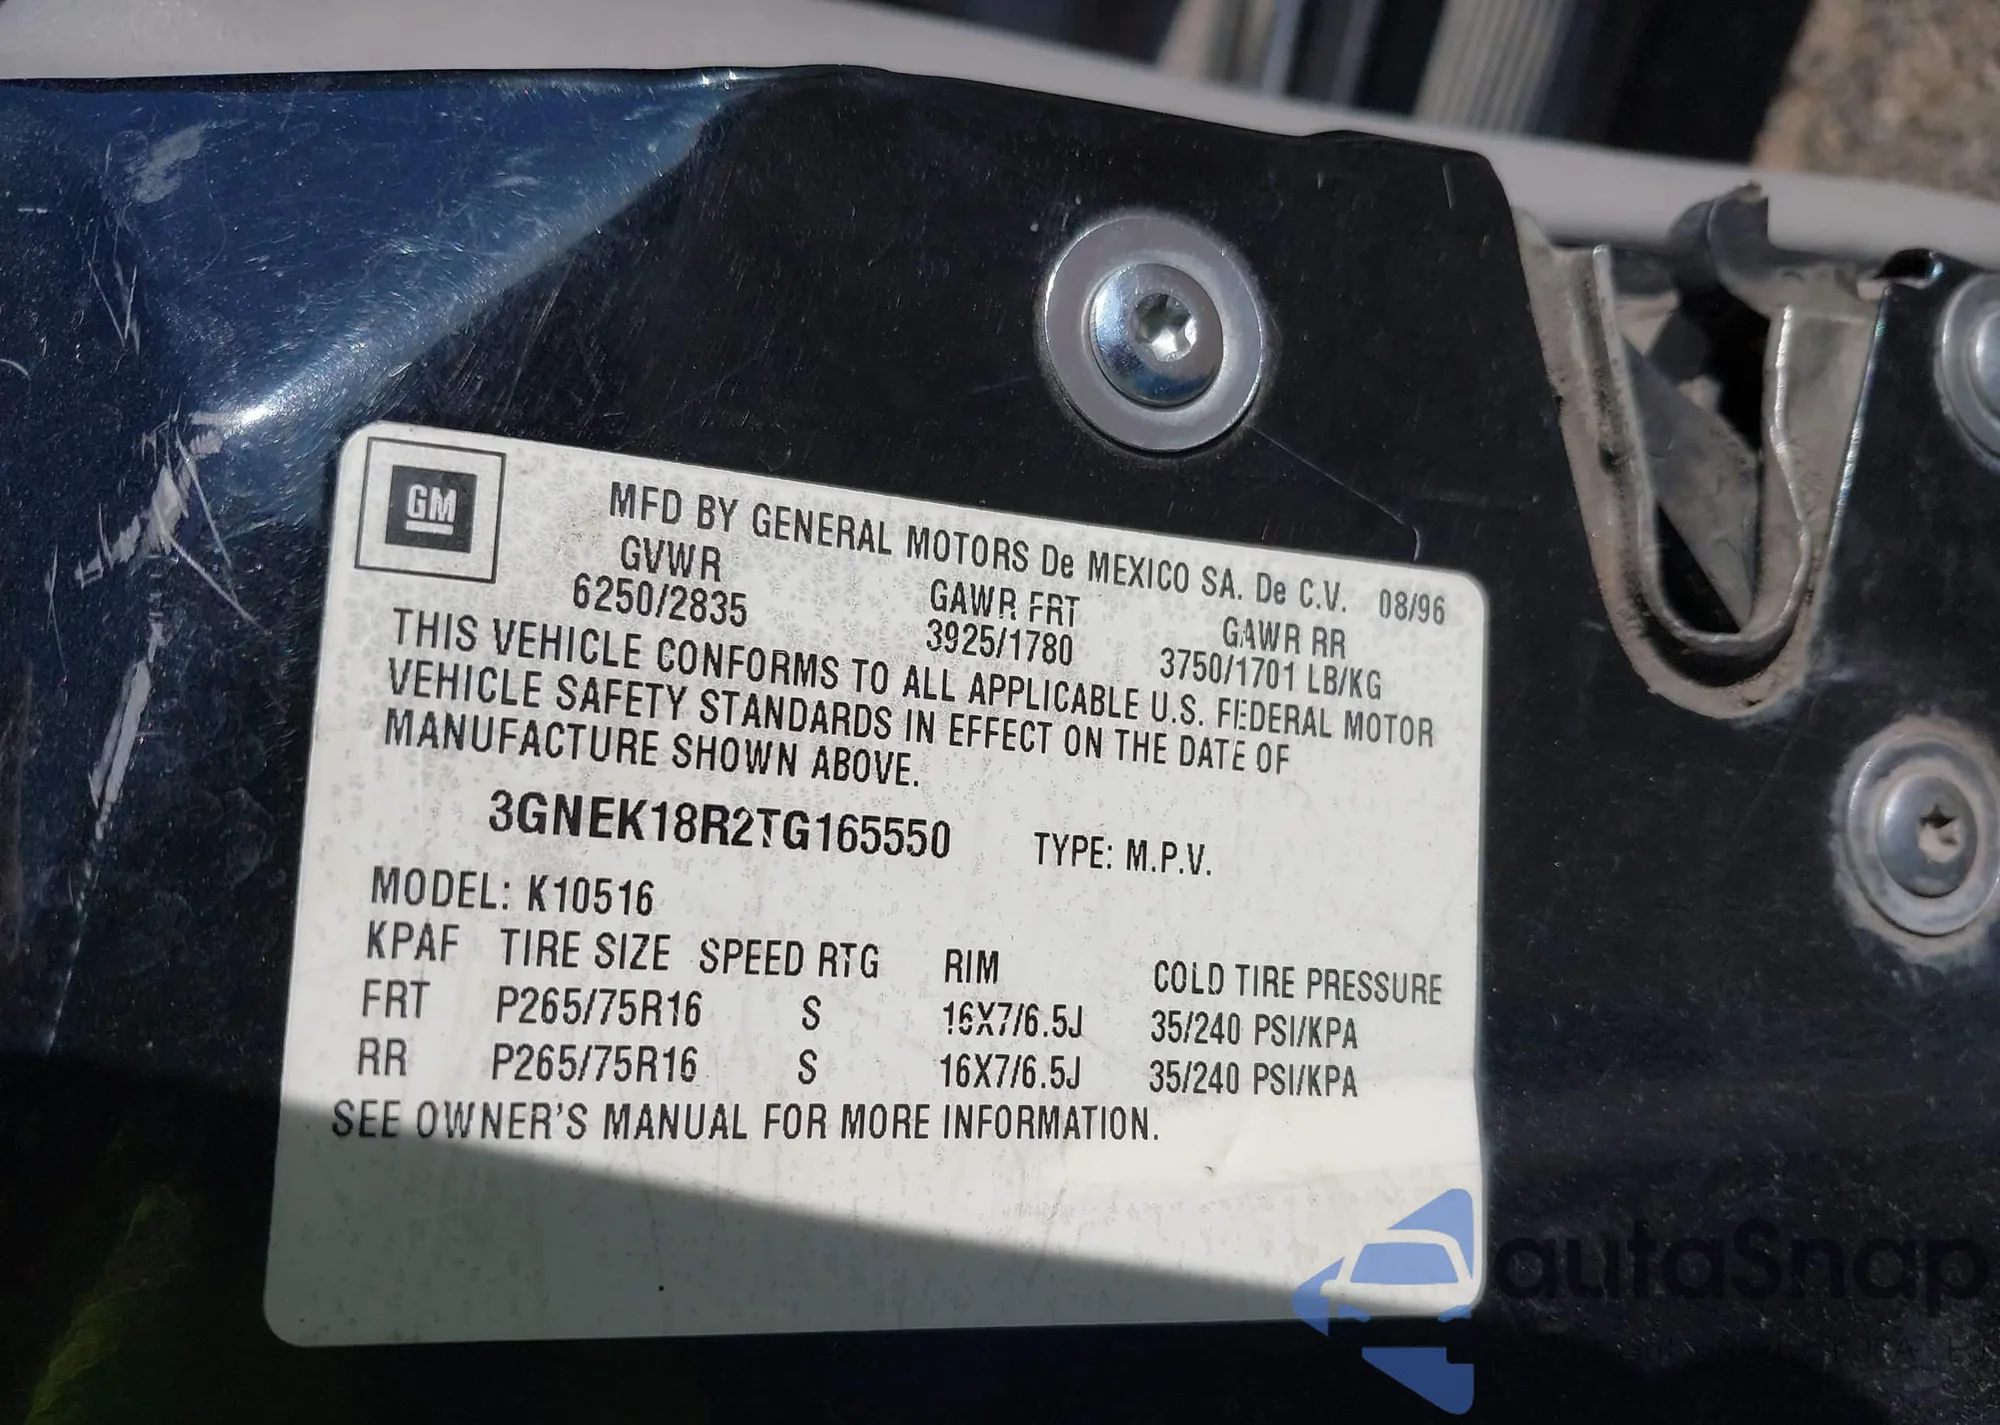 GM
MFD BY GENERAL MOTORS De MEXICO SA. De C.V. 08/96
GVWR GAWR FRT GAWR RR
6250/2835 3925/1780 3750/1701 LB/KG
THIS VEHICLE CONFORMS TO ALL APPLICABLE U.S. FEDERAL MOTOR
VEHICLE SAFETY STANDARDS IN EFFECT ON THE DATE OF
MANUFACTURE SHOWN ABOVE.
3GNEK18R2TG165550 TYPE: M.P.V.
MODEL: K10516
KPAF TIRE SIZE SPEED RTG RIM COLD TIRE PRESSURE
FRT P265/75R16 S 16X7/6.5J 35/240 PSI/KPA
RR P265/75R16 S 16X7/6.5J 35/240 PSI/KPA
SEE OWNER'S MANUAL FOR MORE INFORMATION.
autaSnap